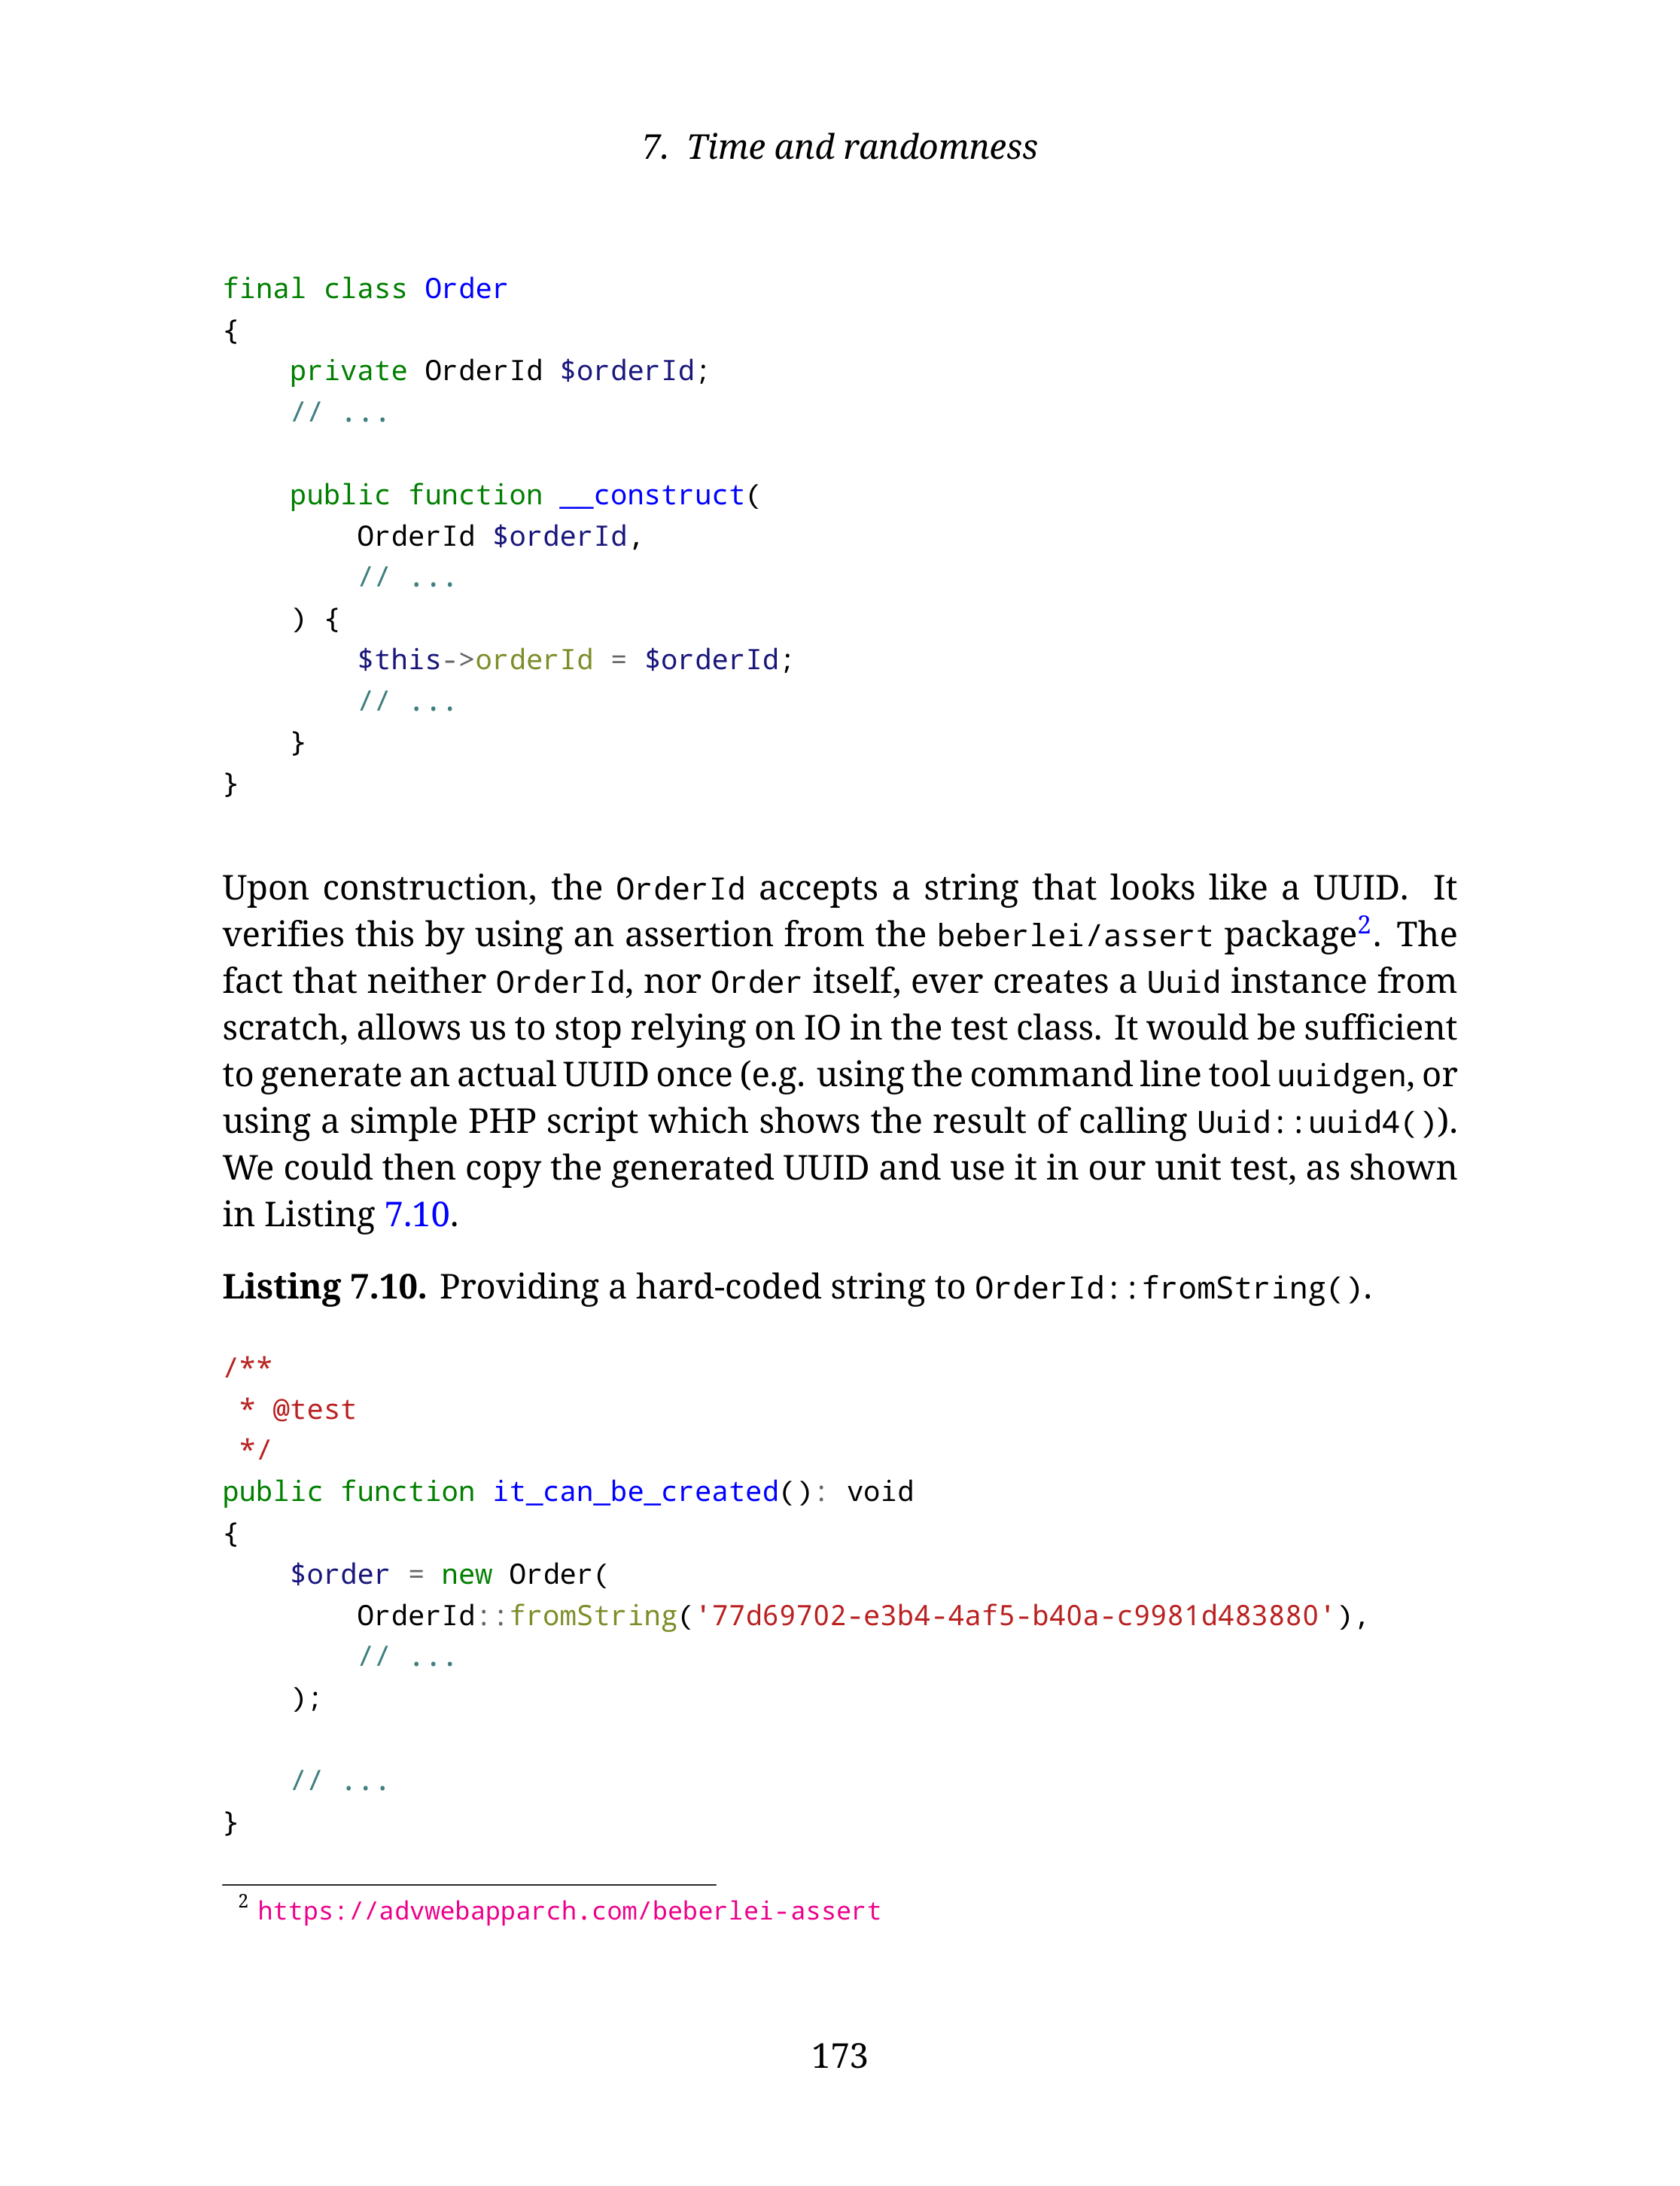 7. Time and randomness
final class Order
{
    private OrderId $orderId;
    // ...

    public function __construct(
        OrderId $orderId,
        // ...
    ) {
        $this->orderId = $orderId;
        // ...
    }
}
Upon construction, the OrderId accepts a string that looks like a UUID. It
verifies this by using an assertion from the beberlei/assert package2. The
fact that neither OrderId, nor Order itself, ever creates a Uuid instance from
scratch, allows us to stop relying on IO in the test class. It would be sufficient
to generate an actual UUID once (e.g. using the command line tool uuidgen, or
using a simple PHP script which shows the result of calling Uuid::uuid4()).
We could then copy the generated UUID and use it in our unit test, as shown
in Listing 7.10.
Listing 7.10. Providing a hard-coded string to OrderId::fromString().
/**
 * @test
 */
public function it_can_be_created(): void
{
    $order = new Order(
        OrderId::fromString('77d69702-e3b4-4af5-b40a-c9981d483880'),
        // ...
    );

    // ...
}
2 https://advwebapparch.com/beberlei-assert
173